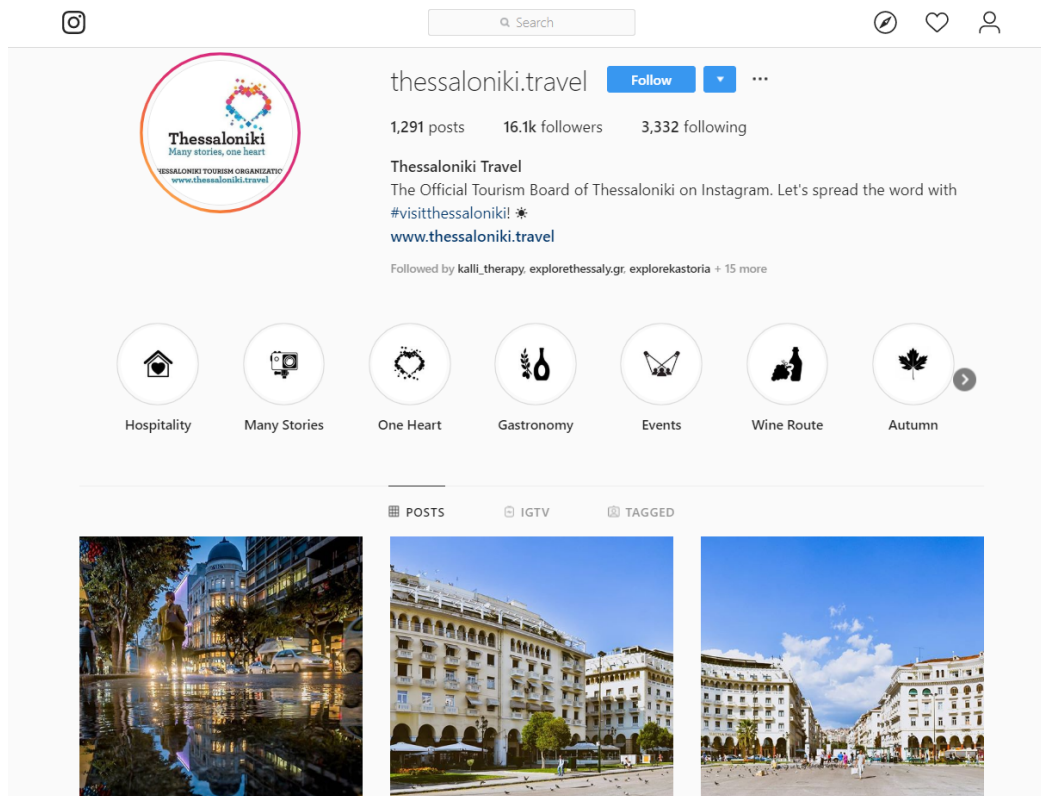 Search
thessaloniki.travel Follow
1,291 posts 16.1k followers 3,332 following
Thessaloniki Travel
The Official Tourism Board of Thessaloniki on Instagram. Let's spread the word with
#visitthessaloniki! ☀
www.thessaloniki.travel
Followed by kalli_therapy, explorethessaly.gr, explorekastoria + 15 more
Thessaloniki
Many stories, one heart
HESSALONIKI TOURISM ORGANIZATIO
www.thessaloniki.travel
Hospitality Many Stories One Heart Gastronomy Events Wine Route Autumn
POSTS IGTV TAGGED